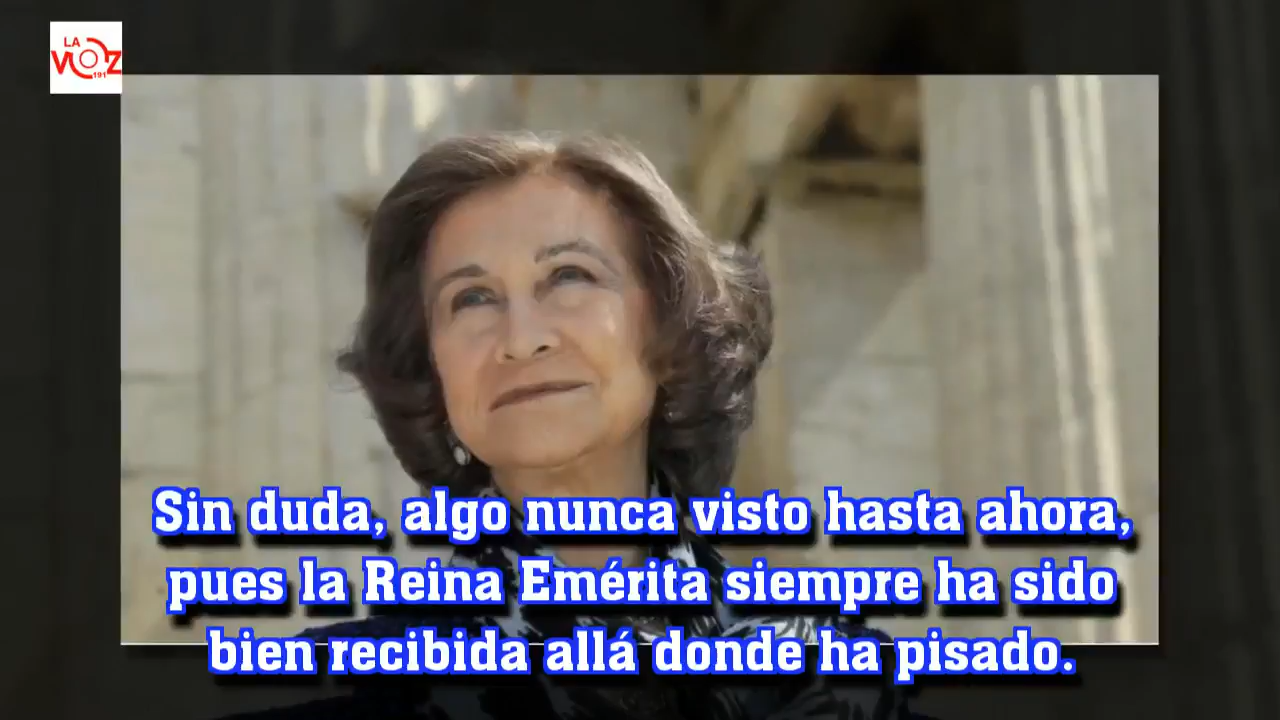 LA
VOZ
191
Sin duda, algo nunca visto hasta ahora,
pues la Reina Emérita siempre ha sido
bien recibida allá donde ha pisado.